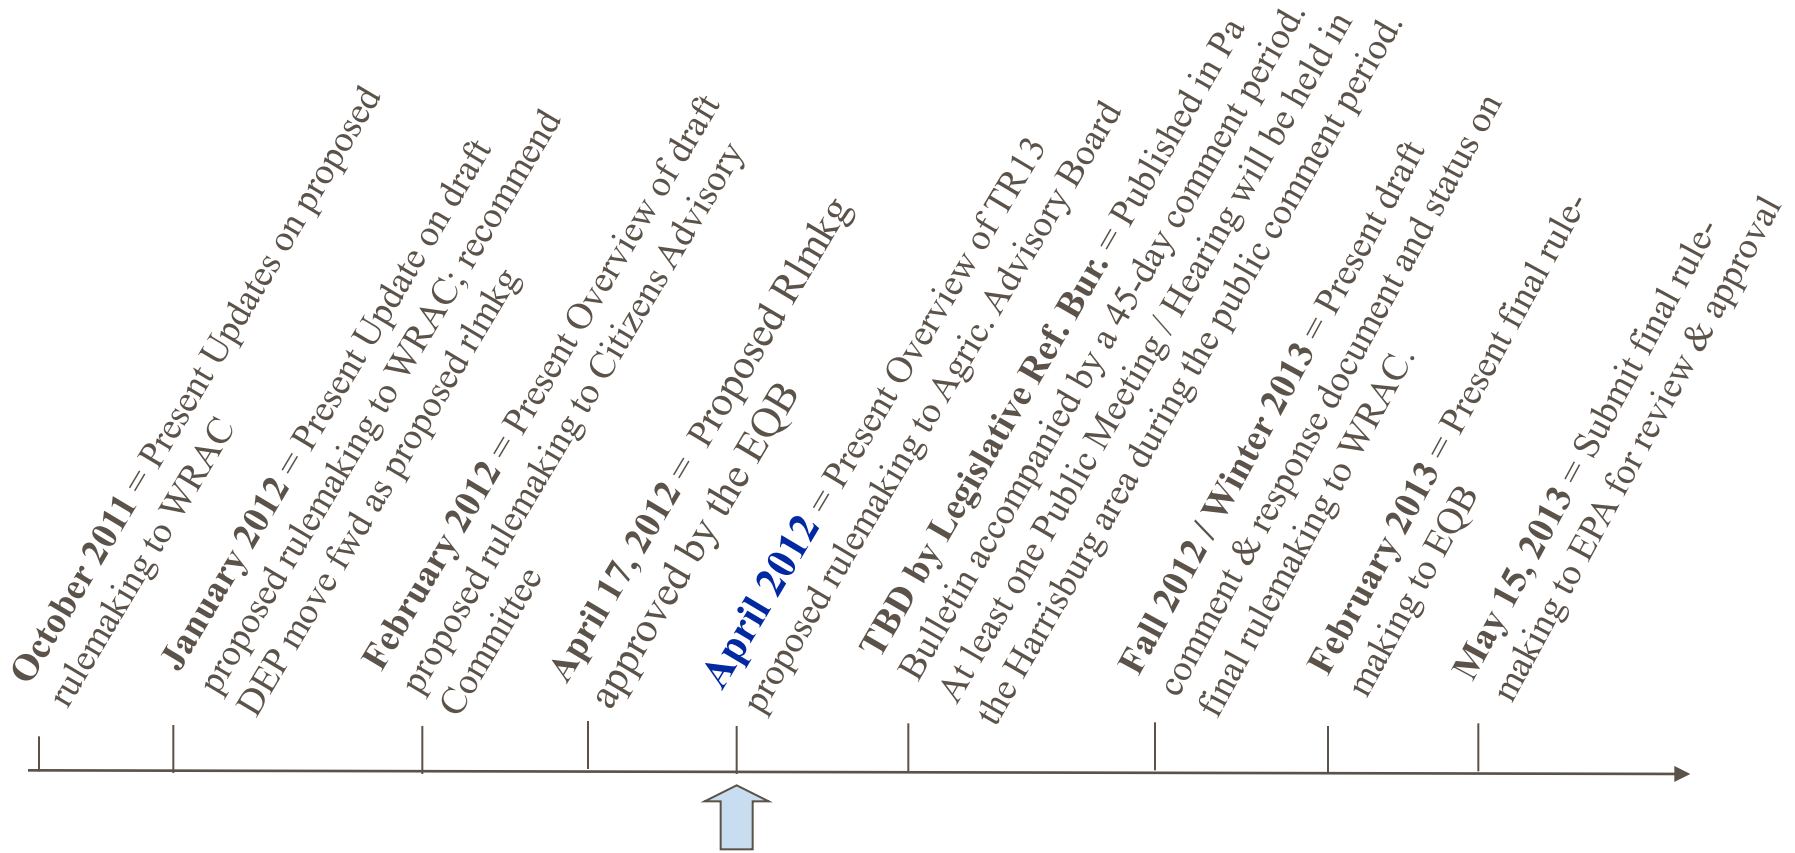 October 2011 = Present Updates on proposed
rulemaking to WRAC
January 2012 = Present Update on draft
proposed rulemaking to WRAC; recommend
DEP move fwd as proposed rlmkg
February 2012 = Present Overview of draft
proposed rulemaking to Citizens Advisory
Committee
April 17, 2012 = Proposed Rlmkg
approved by the EQB
April 2012 = Present Overview of TR13
proposed rulemaking to Agric. Advisory Board
TBD by Legislative Ref. Bur. = Published in Pa
Bulletin accompanied by a 45-day comment period.
At least one Public Meeting / Hearing will be held in
the Harrisburg area during the public comment period.
Fall 2012 / Winter 2013 = Present draft
comment & response document and status on
final rulemaking to WRAC.
February 2013 = Present final rule-
making to EQB
May 15, 2013 = Submit final rule-
making to EPA for review & approval